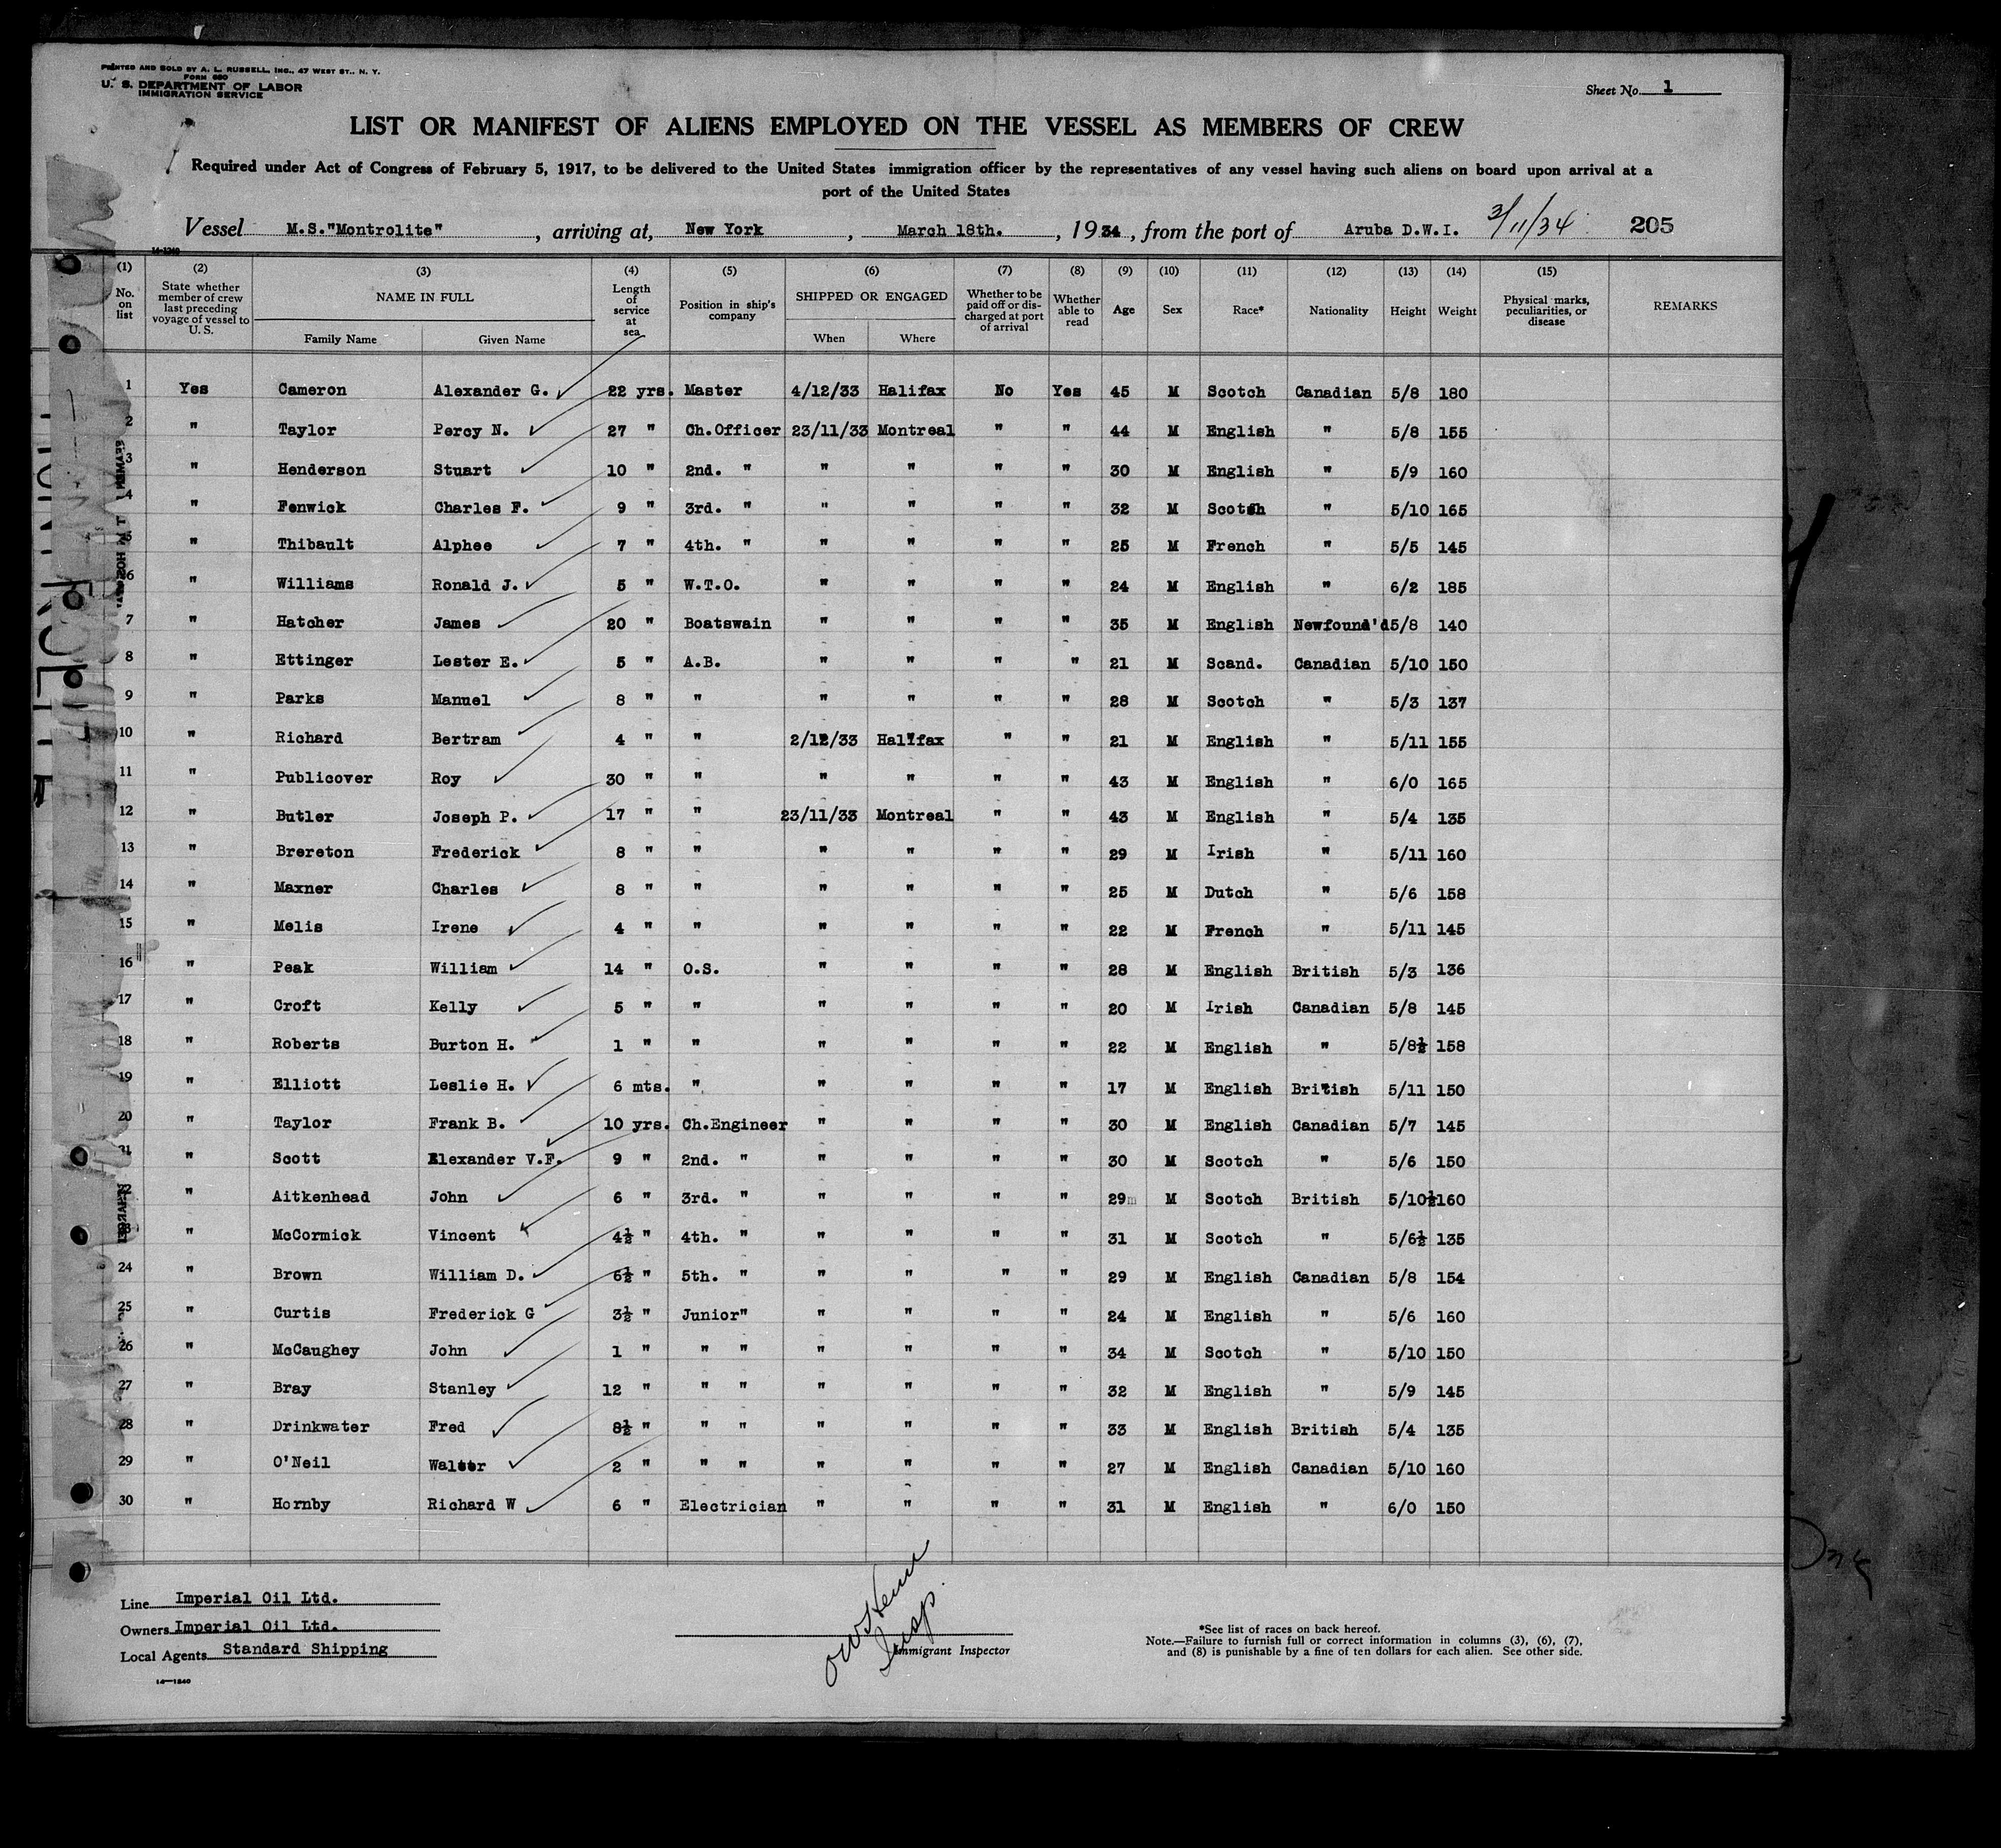 PRINTED AND SOLD BY A. L. RUSSELL, INC., 47 WEST ST., N. Y.
FORM 680
U. S. DEPARTMENT OF LABOR
IMMIGRATION SERVICE
Sheet No. 1
LIST OR MANIFEST OF ALIENS EMPLOYED ON THE VESSEL AS MEMBERS OF CREW
Required under Act of Congress of February 5, 1917, to be delivered to the United States immigration officer by the representatives of any vessel having such aliens on board upon arrival at a
port of the United States
Vessel M.S."Montrolite" , arriving at, New York , March 18th. , 1934 , from the port of Aruba D.W.I. 3/11/34 205
14-1240
(1) No. on list (2) State whether member of crew last preceding voyage of vessel to U. S. (3) NAME IN FULL Family Name Given Name (4) Length of service at sea (5) Position in ship's company (6) SHIPPED OR ENGAGED When Where (7) Whether to be paid off or discharged at port of arrival (8) Whether able to read (9) Age (10) Sex (11) Race* (12) Nationality (13) Height (14) Weight (15) Physical marks, peculiarities, or disease REMARKS
1 Yes Cameron Alexander G. 22 yrs. Master 4/12/33 Halifax No Yes 45 M Scotch Canadian 5/8 180
2 " Taylor Percy N. 27 " Ch.Officer 23/11/33 Montreal " " 44 M English " 5/8 155
3 " Henderson Stuart 10 " 2nd. " " " " " 30 M English " 5/9 160
4 " Fenwick Charles F. 9 " 3rd. " " " " " 32 M Scotch " 5/10 165
5 " Thibault Alphee 7 " 4th. " " " " " 25 M French " 5/5 145
6 " Williams Ronald J. 5 " W.T.O. " " " " 24 M English " 6/2 185
7 " Hatcher James 20 " Boatswain " " " " 35 M English Newfound'd 5/8 140
8 " Ettinger Lester E. 5 " A.B. " " " " 21 M Scand. Canadian 5/10 150
9 " Parks Manuel 8 " " " " " " 28 M Scotch " 5/3 137
10 " Richard Bertram 4 " " 2/12/33 Halifax " " 21 M English " 5/11 155
11 " Publicover Roy 30 " " " " " " 43 M English " 6/0 165
12 " Butler Joseph P. 17 " " 23/11/33 Montreal " " 43 M English " 5/4 135
13 " Brereton Frederick 8 " " " " " " 29 M Irish " 5/11 160
14 " Maxner Charles 8 " " " " " " 25 M Dutch " 5/6 158
15 " Melis Irene 4 " " " " " " 22 M French " 5/11 145
16 " Peak William 14 " O.S. " " " " 28 M English British 5/3 136
17 " Croft Kelly 5 " " " " " " 20 M Irish Canadian 5/8 145
18 " Roberts Burton H. 1 " " " " " " 22 M English " 5/8½ 158
19 " Elliott Leslie H. 6 mts. " " " " " 17 M English British 5/11 150
20 " Taylor Frank B. 10 yrs. Ch.Engineer " " " " 30 M English Canadian 5/7 145
21 " Scott Alexander V.F. 9 " 2nd. " " " " " 30 M Scotch " 5/6 150
22 " Aitkenhead John 6 " 3rd. " " " " " 29m M Scotch British 5/10½ 160
23 " McCormick Vincent 4½ " 4th. " " " " " 31 M Scotch " 5/6½ 135
24 " Brown William D. 6½ " 5th. " " " " " 29 M English Canadian 5/8 154
25 " Curtis Frederick G 3½ " Junior" " " " " 24 M English " 5/6 160
26 " McCaughey John 1 " " " " " " " 34 M Scotch " 5/10 150
27 " Bray Stanley 12 " " " " " " " 32 M English " 5/9 145
28 " Drinkwater Fred 8½ " " " " " " " 33 M English British 5/4 135
29 " O'Neil Walter 2 " " " " " " " 27 M English Canadian 5/10 160
30 " Hornby Richard W 6 " Electrician " " " " 31 M English " 6/0 150
Line Imperial Oil Ltd.
Owners Imperial Oil Ltd.
Local Agents Standard Shipping
14-1240
Insp.
Immigrant Inspector
*See list of races on back hereof.
Note.—Failure to furnish full or correct information in columns (3), (6), (7),
and (8) is punishable by a fine of ten dollars for each alien. See other side.